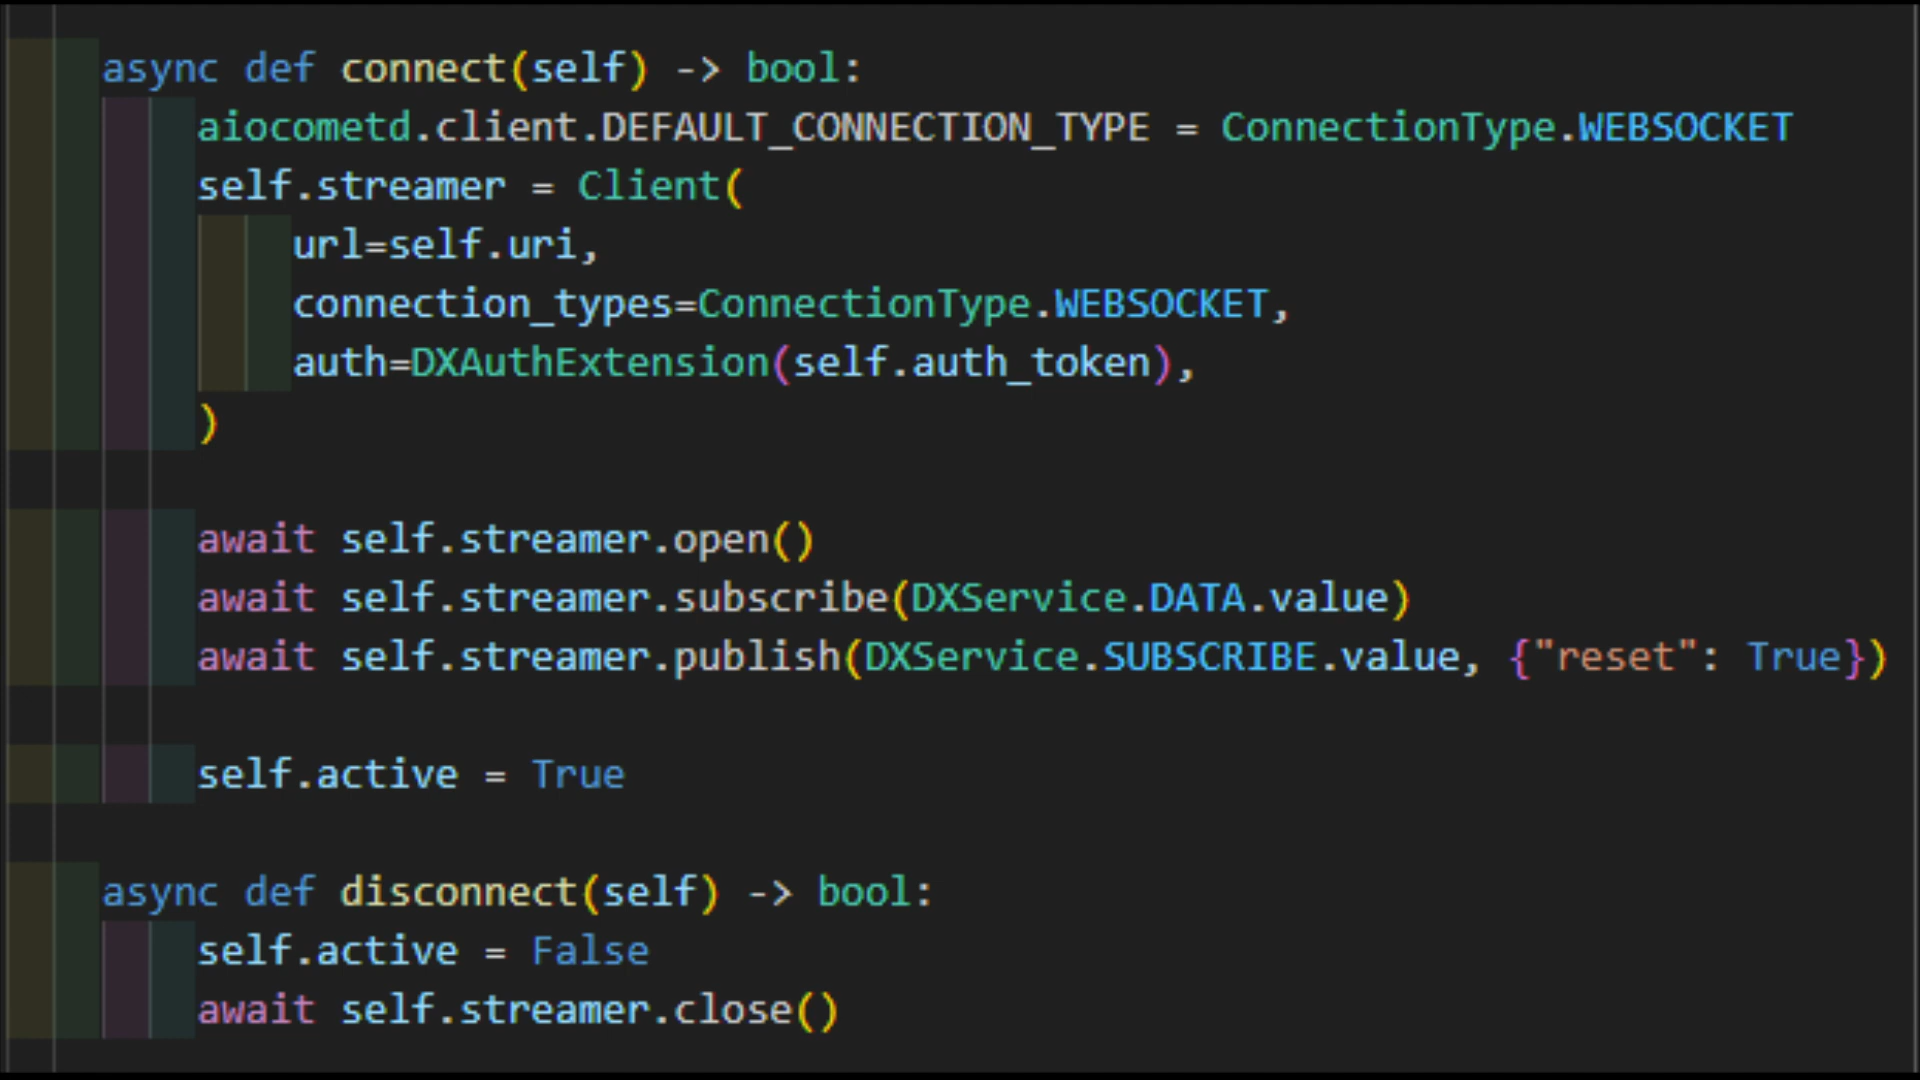 async def connect(self) -> bool:
    aiocometd.client.DEFAULT_CONNECTION_TYPE = ConnectionType.WEBSOCKET
    self.streamer = Client(
        url=self.uri,
        connection_types=ConnectionType.WEBSOCKET,
        auth=DXAuthExtension(self.auth_token),
    )
    await self.streamer.open()
    await self.streamer.subscribe(DXService.DATA.value)
    await self.streamer.publish(DXService.SUBSCRIBE.value, {"reset": True})
    self.active = True
async def disconnect(self) -> bool:
    self.active = False
    await self.streamer.close()